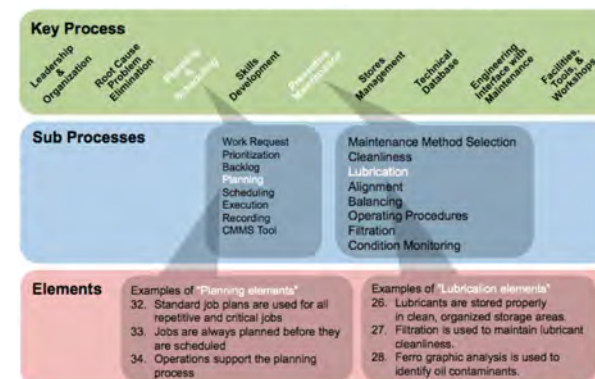 Key Process
Leadership
&
Organization
Root Cause
Problem
Elimination
Planning
&
Scheduling
Skills
Development
Preventive
Maintenance
Stores
Management
Technical
Database
Engineering
Interface with
Maintenance
Facilities,
Tools, &
Workshops
Sub Processes
Work Request
Prioritization
Backlog
Planning
Scheduling
Execution
Recording
CMMS Tool
Maintenance Method Selection
Cleanliness
Lubrication
Alignment
Balancing
Operating Procedures
Filtration
Condition Monitoring
Elements
Examples of "Planning elements"
32. Standard job plans are used for all
repetitive and critical jobs
33. Jobs are always planned before they
are scheduled
34. Operations support the planning
process
Examples of "Lubrication elements"
26. Lubricants are stored properly
in clean, organized storage areas.
27. Filtration is used to maintain lubricant
cleanliness.
28. Ferro graphic analysis is used to
identify oil contaminants.